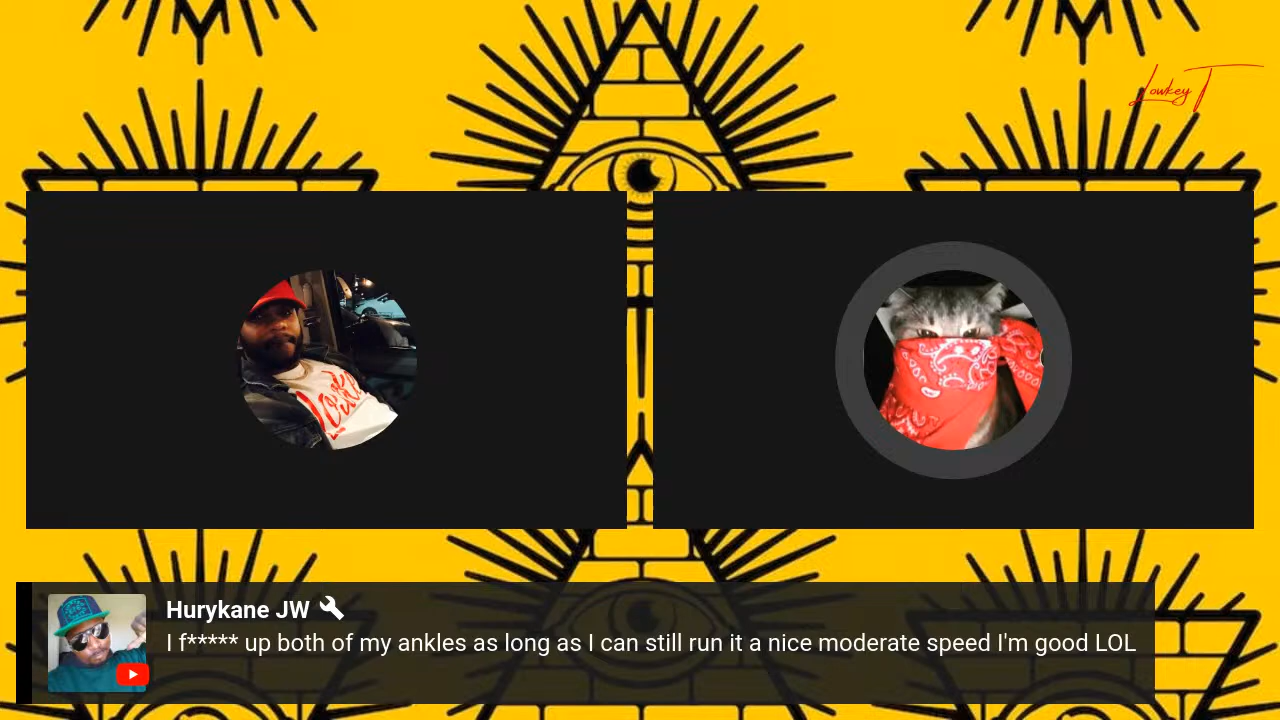 Lowkey T
Hurykane JW
I f***** up both of my ankles as long as I can still run it a nice moderate speed I'm good LOL